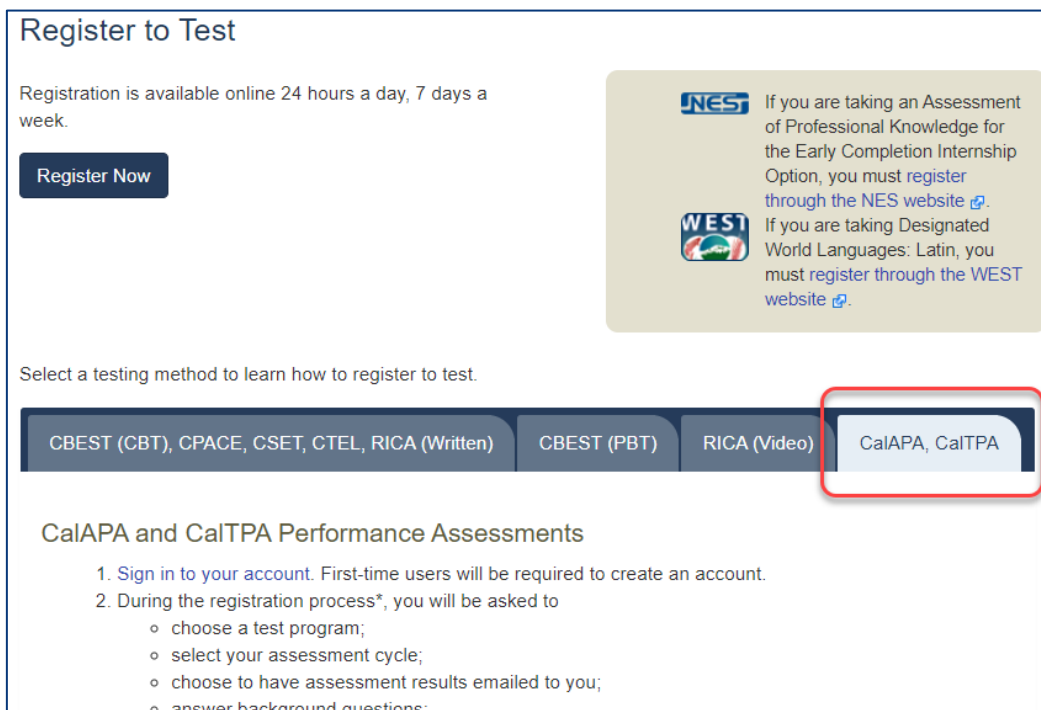 Register to Test
Registration is available online 24 hours a day, 7 days a
week.
Register Now
NES
If you are taking an Assessment
of Professional Knowledge for
the Early Completion Internship
Option, you must register
through the NES website
.
WEST
If you are taking Designated
World Languages: Latin, you
must register through the WEST
website
.
Select a testing method to learn how to register to test.
CBEST (CBT), CPACE, CSET, CTEL, RICA (Written)
CBEST (PBT)
RICA (Video)
CalAPA, CalTPA
CalAPA and CalTPA Performance Assessments
1. Sign in to your account. First-time users will be required to create an account.
2. During the registration process*, you will be asked to
◦ choose a test program;
◦ select your assessment cycle;
◦ choose to have assessment results emailed to you;
◦ answer background questions;